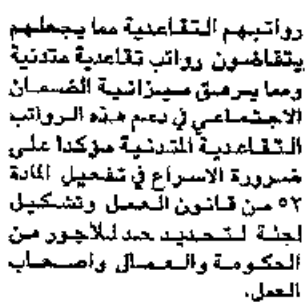 رواتبهم التقاعدية مما يجعلهم
يتقاضون رواتب تقاعدية متدنية
ومما يرهق ميزانية الضمان
الاجتماعي في دعم هذه الرواتب
التقاعدية المتدنية مؤكدا على
ضرورة الاسراع في تفعيل المادة
٥٢ من قانون العمل وتشكيل
لجنة لتحديد حد للاجور من
الحكومة والعمال واصحاب
العمل.